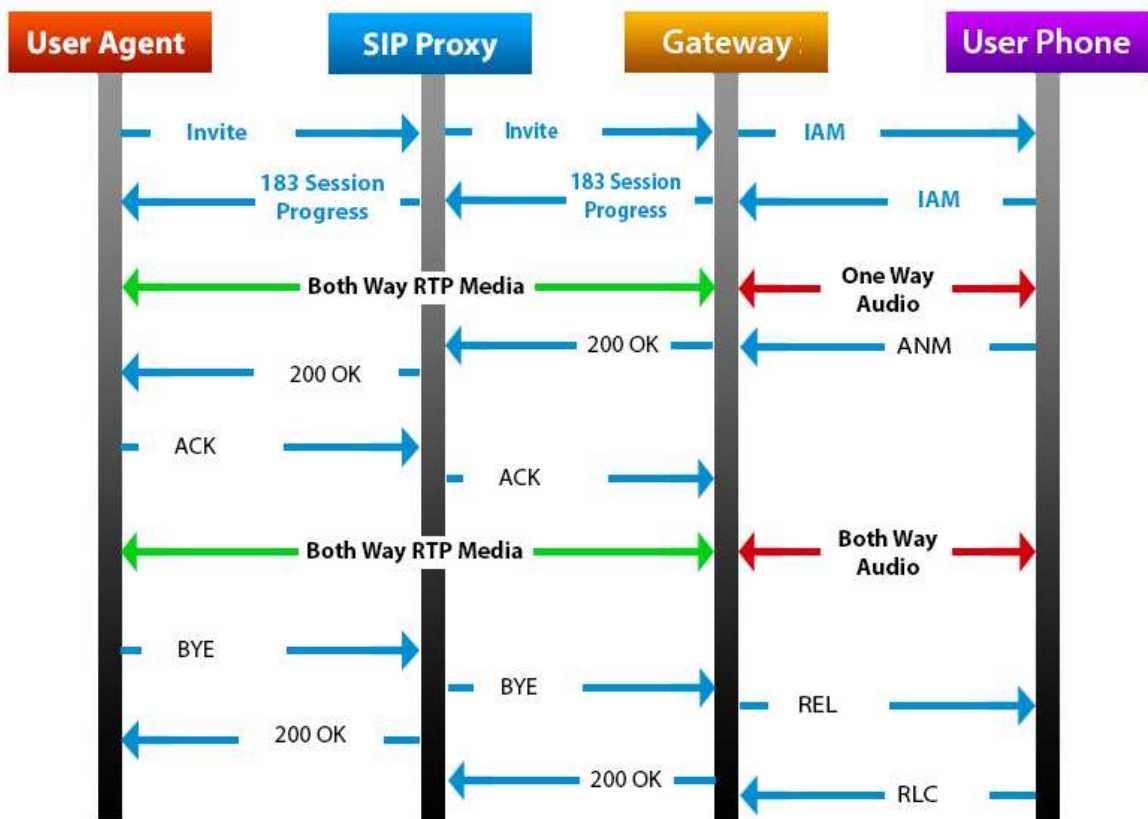 User Agent
SIP Proxy
Gateway :
User Phone
Invite
Invite
IAM
183 Session
Progress
183 Session
Progress
IAM
Both Way RTP Media
One Way
Audio
200 OK
ANM
200 OK
ACK
ACK
Both Way RTP Media
Both Way
Audio
BYE
BYE
REL
200 OK
200 OK
RLC